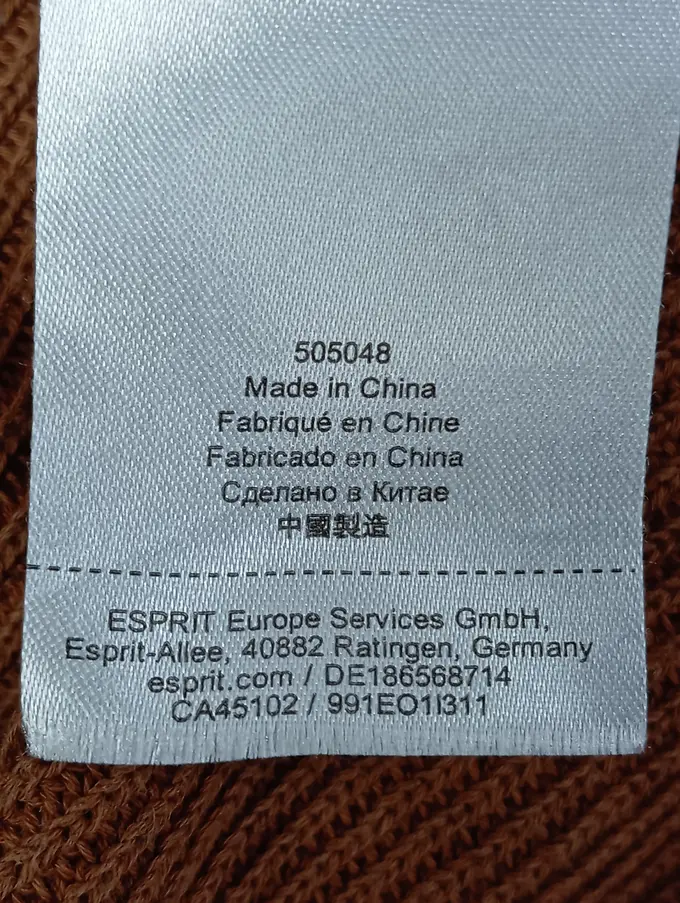 505048
Made in China
Fabriqué en Chine
Fabricado en China
Сделано в Китае
中國製造
ESPRIT Europe Services GmbH,
Esprit-Allee, 40882 Ratingen, Germany
esprit.com / DE186568714
CA45102 / 991EO1I311